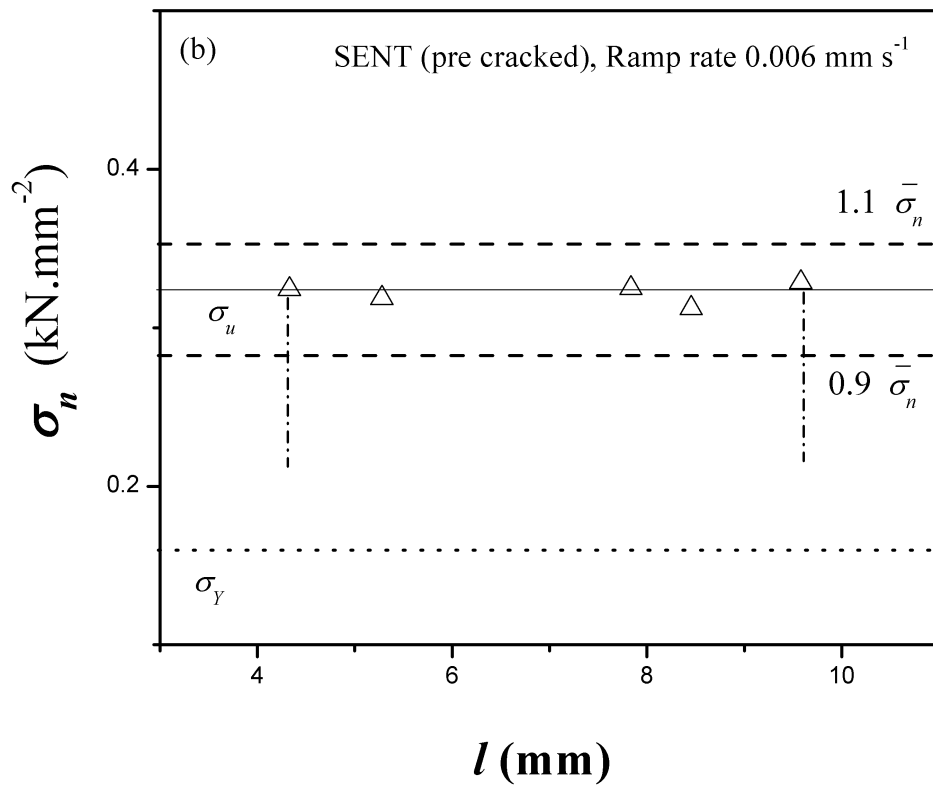 (b)
SENT (pre cracked), Ramp rate 0.006 mm s⁻¹
σₙ (kN.mm⁻²)
0.4
1.1 σ̄ₙ
σᵤ
0.9 σ̄ₙ
0.2
σ_Y
4 6 8 10
l (mm)